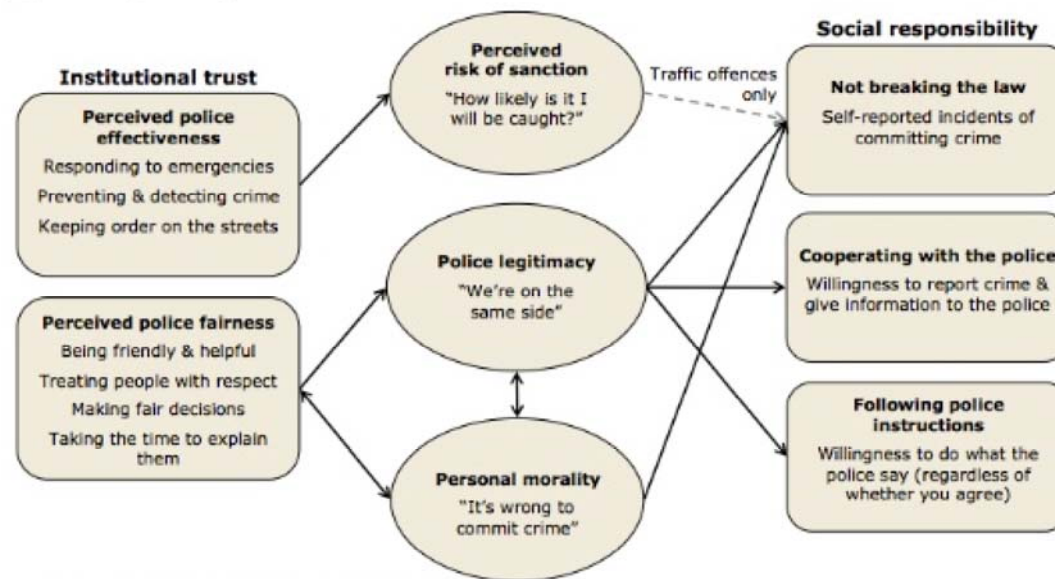 Institutional trust
Perceived police
effectiveness
Responding to emergencies
Preventing & detecting crime
Keeping order on the streets
Perceived police fairness
Being friendly & helpful
Treating people with respect
Making fair decisions
Taking the time to explain
them
Perceived
risk of sanction
"How likely is it I
will be caught?"
Police legitimacy
"We're on the
same side"
Personal morality
"It's wrong to
commit crime"
Traffic offences
only
Social responsibility
Not breaking the law
Self-reported incidents of
committing crime
Cooperating with the police
Willingness to report crime &
give information to the police
Following police
instructions
Willingness to do what the
police say (regardless of
whether you agree)